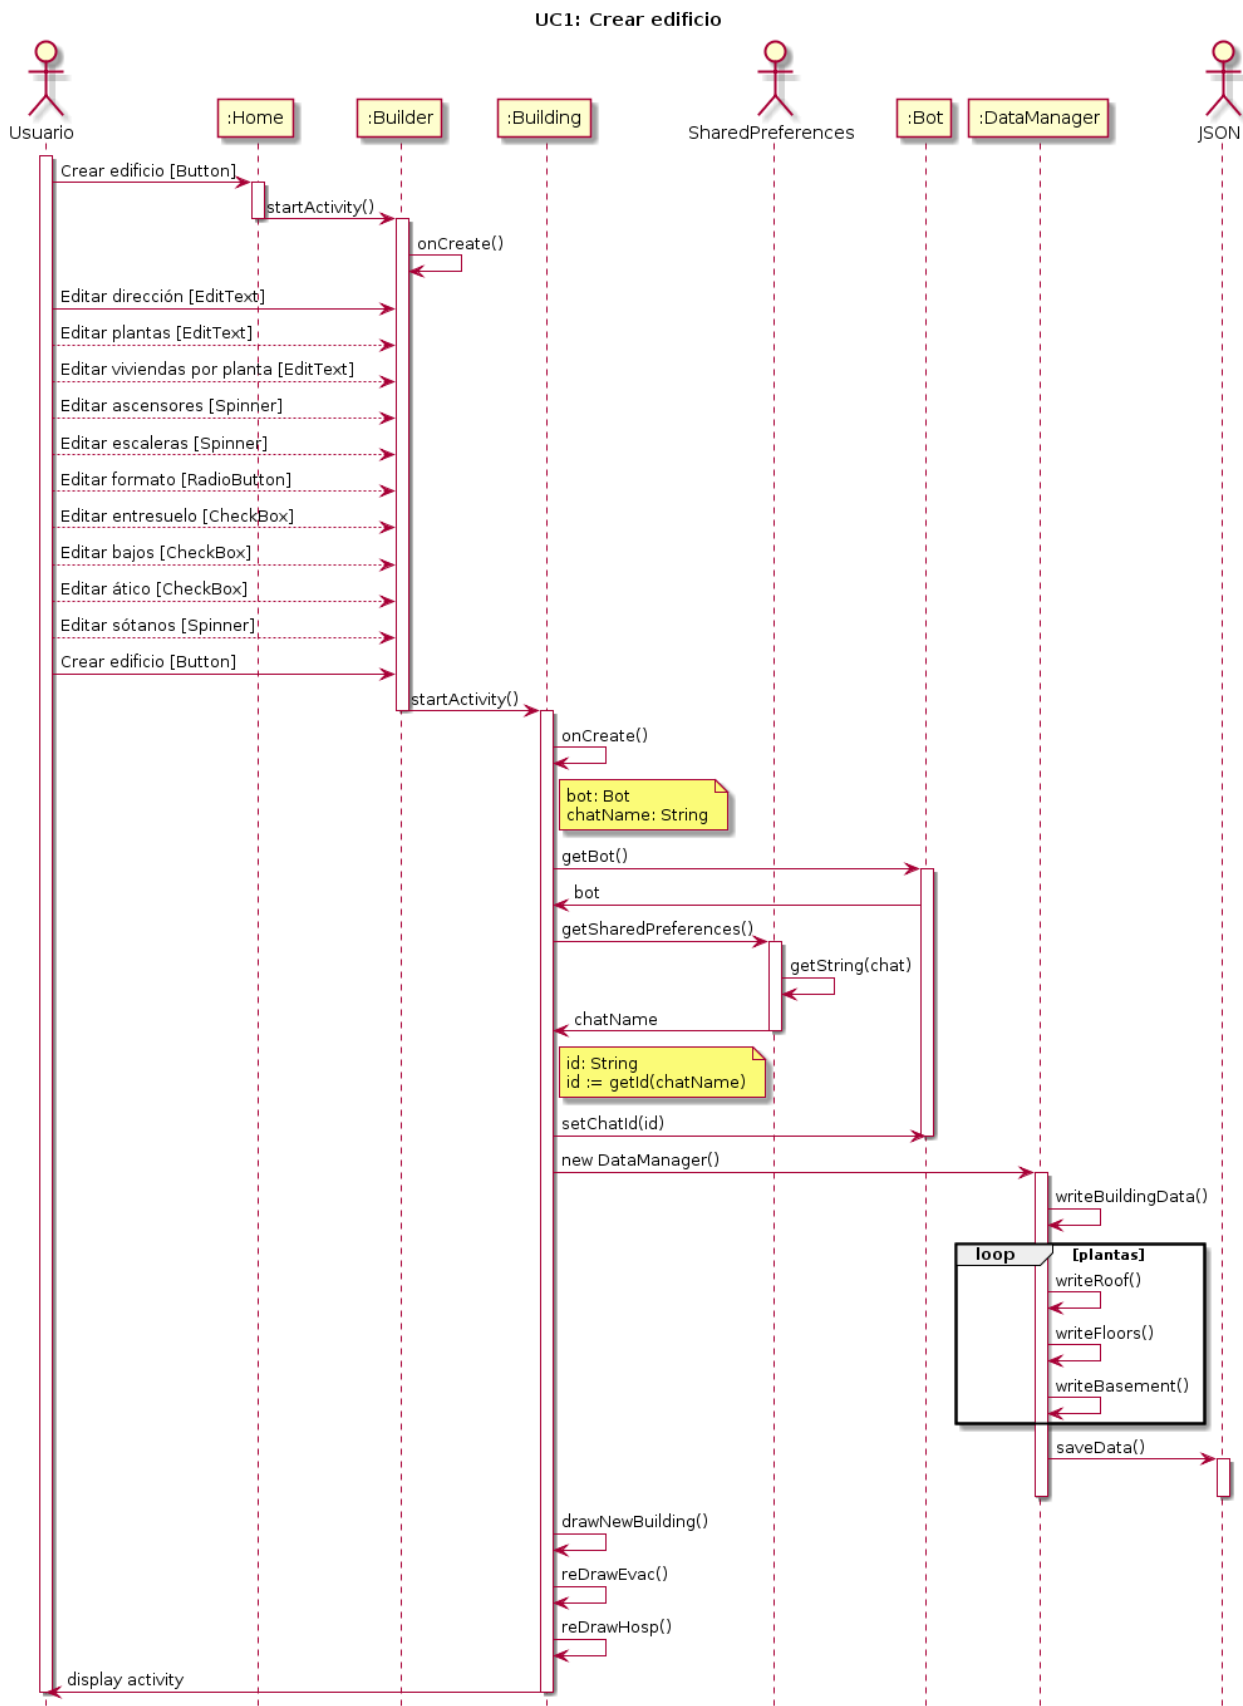 UC1: Crear edificio
Usuario
:Home
:Builder
:Building
SharedPreferences
:Bot
:DataManager
JSON
Crear edificio [Button]
startActivity()
onCreate()
Editar dirección [EditText]
Editar plantas [EditText]
Editar viviendas por planta [EditText]
Editar ascensores [Spinner]
Editar escaleras [Spinner]
Editar formato [RadioButton]
Editar entresuelo [CheckBox]
Editar bajos [CheckBox]
Editar ático [CheckBox]
Editar sótanos [Spinner]
Crear edificio [Button]
startActivity()
onCreate()
bot: Bot
chatName: String
getBot()
bot
getSharedPreferences()
getString(chat)
chatName
id: String
id := getId(chatName)
setChatId(id)
new DataManager()
writeBuildingData()
loop [plantas]
writeRoof()
writeFloors()
writeBasement()
saveData()
drawNewBuilding()
reDrawEvac()
reDrawHosp()
display activity